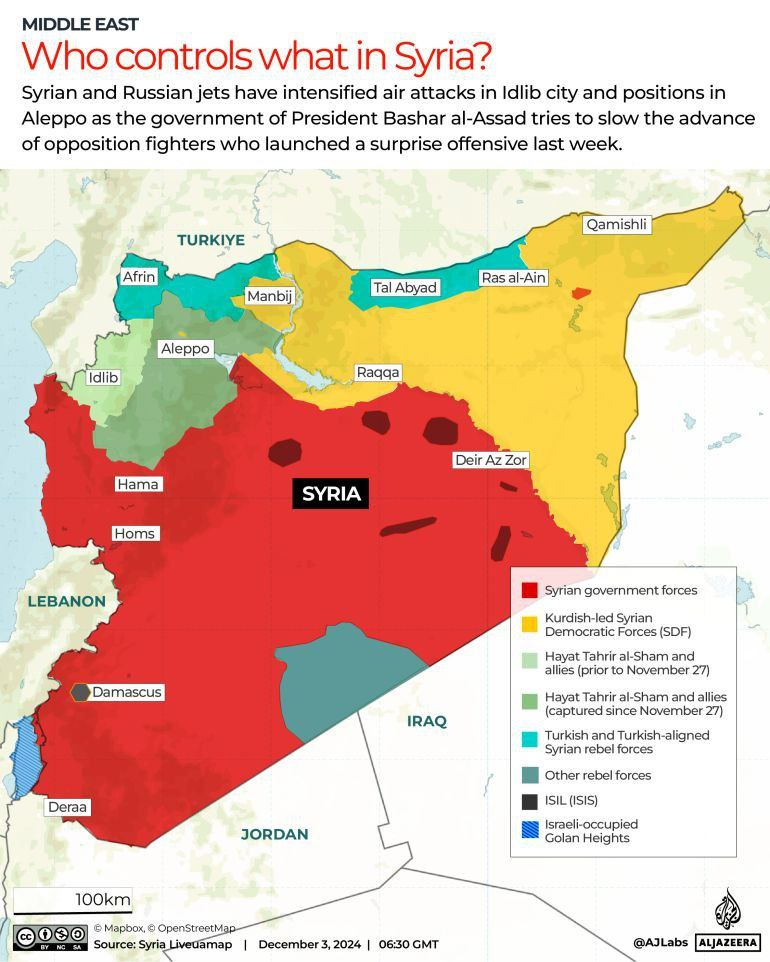 MIDDLE EAST
Who controls what in Syria?
Syrian and Russian jets have intensified air attacks in Idlib city and positions in
Aleppo as the government of President Bashar al-Assad tries to slow the advance
of opposition fighters who launched a surprise offensive last week.
Qamishli
TURKIYE
Afrin
Ras al-Ain
Tal Abyad
Manbij
Aleppo
Raqqa
Idlib
Deir Az Zor
Hama
SYRIA
Homs
LEBANON
Damascus
IRAQ
Deraa
JORDAN
Syrian government forces
Kurdish-led Syrian
Democratic Forces (SDF)
Hayat Tahrir al-Sham and
allies (prior to November 27)
Hayat Tahrir al-Sham and allies
(captured since November 27)
Turkish and Turkish-aligned
Syrian rebel forces
Other rebel forces
ISIL (ISIS)
Israeli-occupied
Golan Heights
100km
© Mapbox, © OpenStreetMap
CC BY NC SA
Source: Syria Liveuamap | December 3, 2024 | 06:30 GMT
@AJLabs
ALJAZEERA